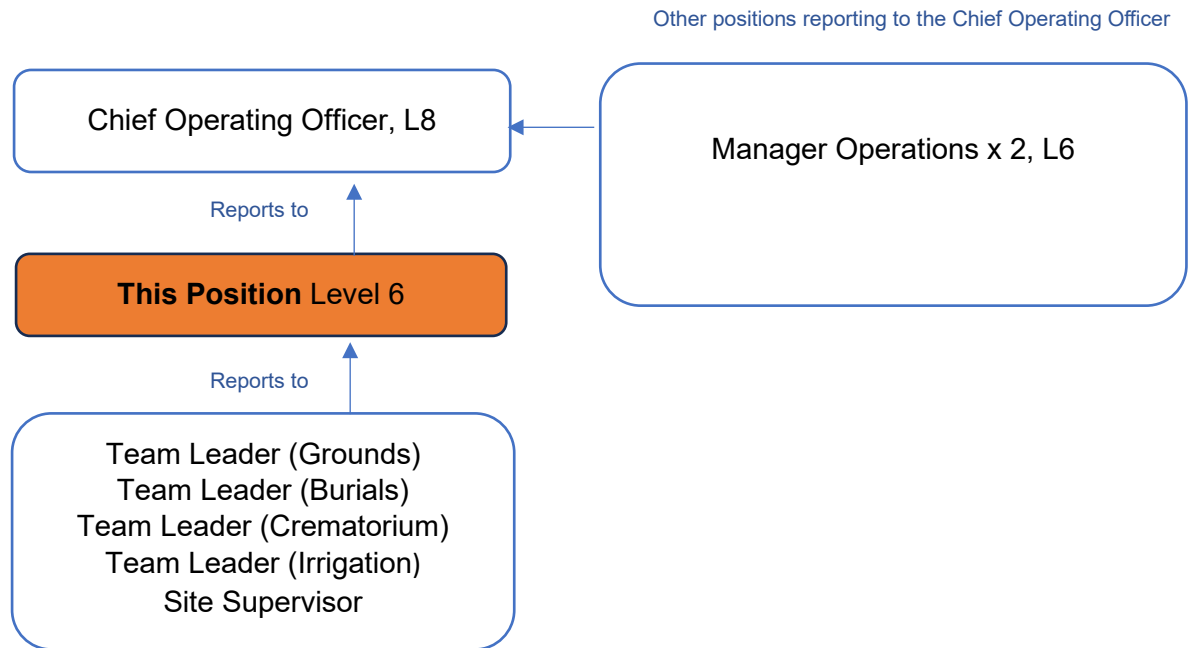 Other positions reporting to the Chief Operating Officer
Chief Operating Officer, L8
Manager Operations x 2, L6
Reports to
This Position Level 6
Reports to
Team Leader (Grounds)
Team Leader (Burials)
Team Leader (Crematorium)
Team Leader (Irrigation)
Site Supervisor